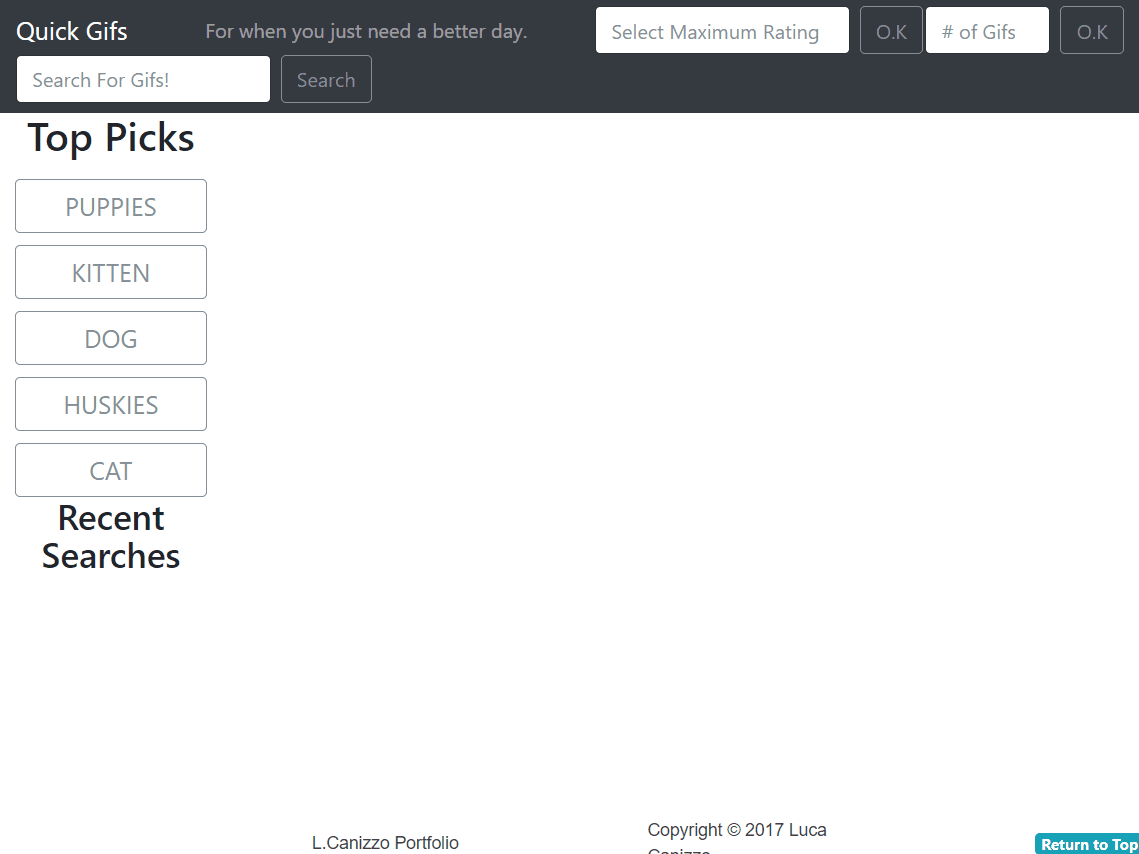 Quick Gifs
For when you just need a better day.
Select Maximum Rating
O.K
# of Gifs
O.K
Search For Gifs!
Search
Top Picks
PUPPIES
KITTEN
DOG
HUSKIES
CAT
Recent
Searches
L.Canizzo Portfolio
Copyright © 2017 Luca
Canizzo
Return to Top